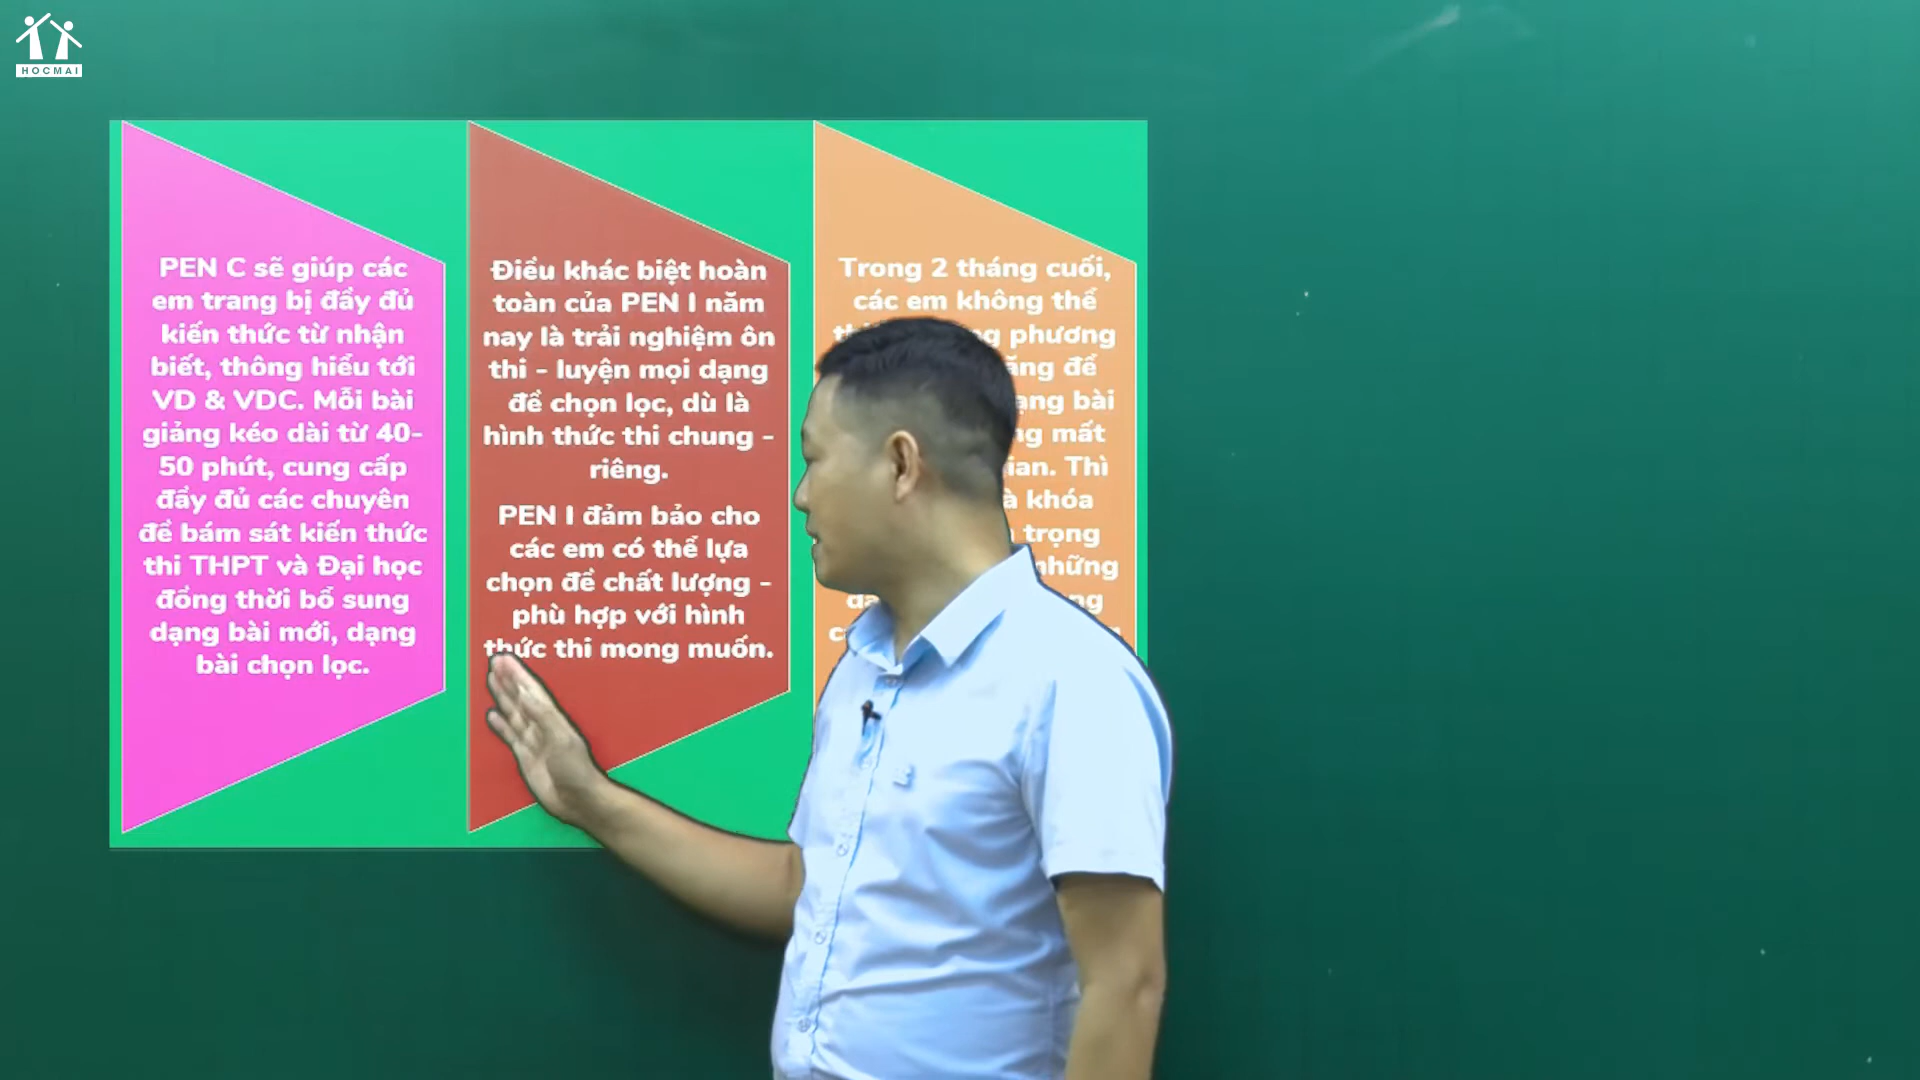 HOCMAI
PEN C sẽ giúp các
em trang bị đầy đủ
kiến thức từ nhận
biết, thông hiểu tới
VD & VDC. Mỗi bài
giảng kéo dài từ 40-
50 phút, cung cấp
đầy đủ các chuyên
đề bám sát kiến thức
thi THPT và Đại học
đồng thời bổ sung
dạng bài mới, dạng
bài chọn lọc.
Điều khác biệt hoàn
toàn của PEN I năm
nay là trải nghiệm ôn
thi - luyện mọi dạng
đề chọn lọc, dù là
hình thức thi chung -
riêng.
PEN I đảm bảo cho
các em có thể lựa
chọn đề chất lượng -
phù hợp với hình
thức thi mong muốn.
Trong 2 tháng cuối,
các em không thể
phương
đề
bài
mất
Thì
khóa
trọng
những